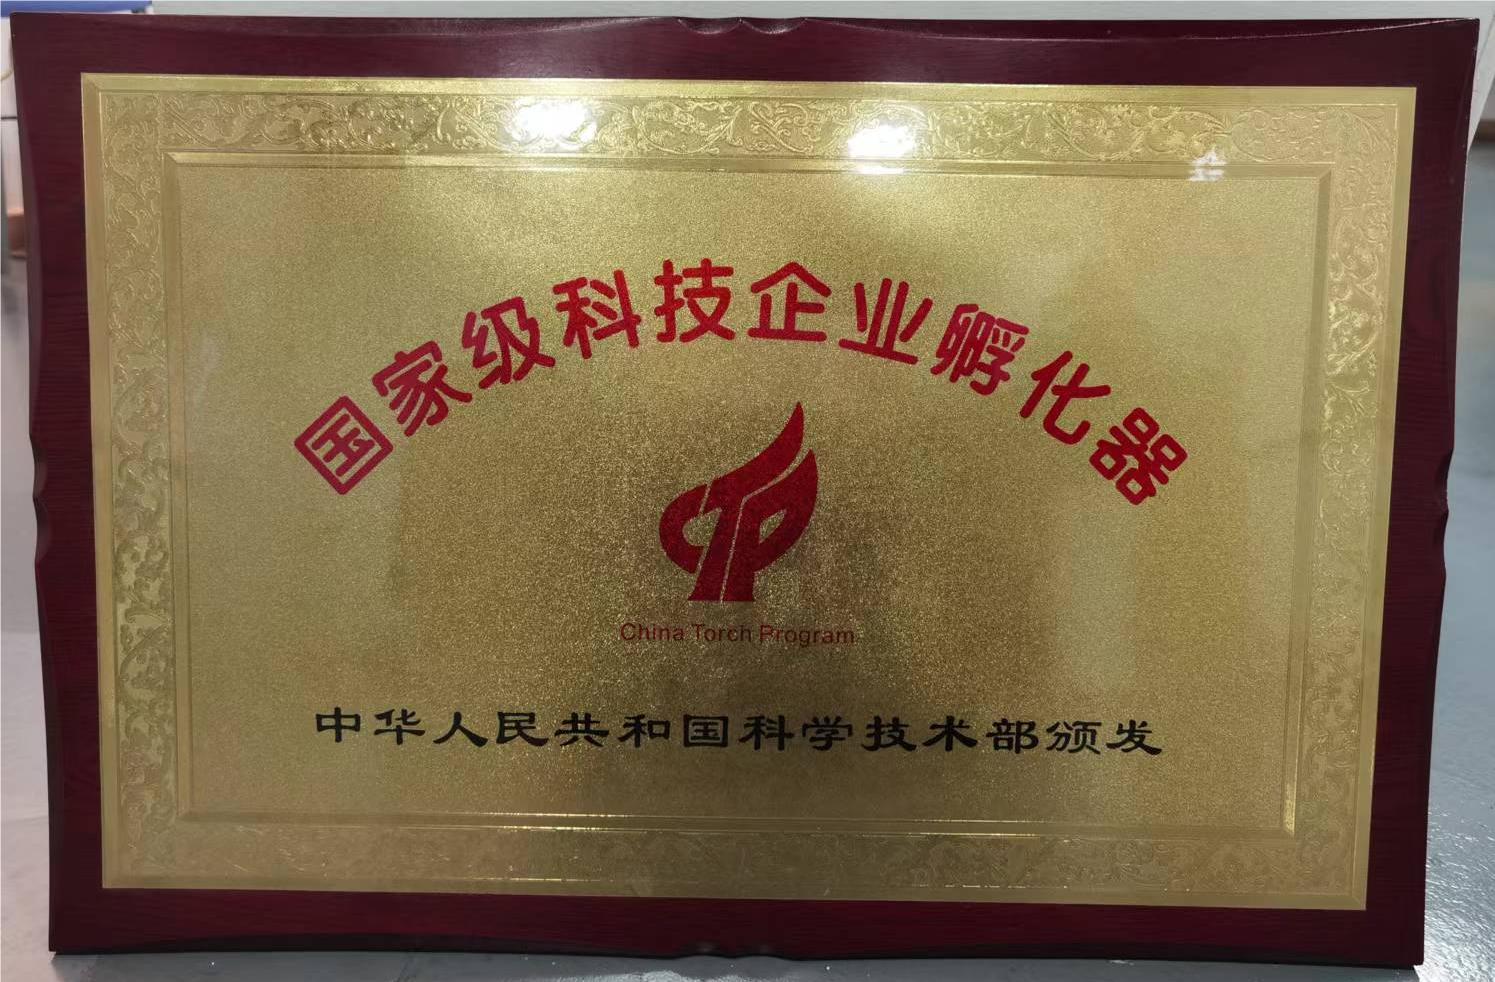 国家级科技企业孵化器
China Torch Program
中华人民共和国科学技术部颁发